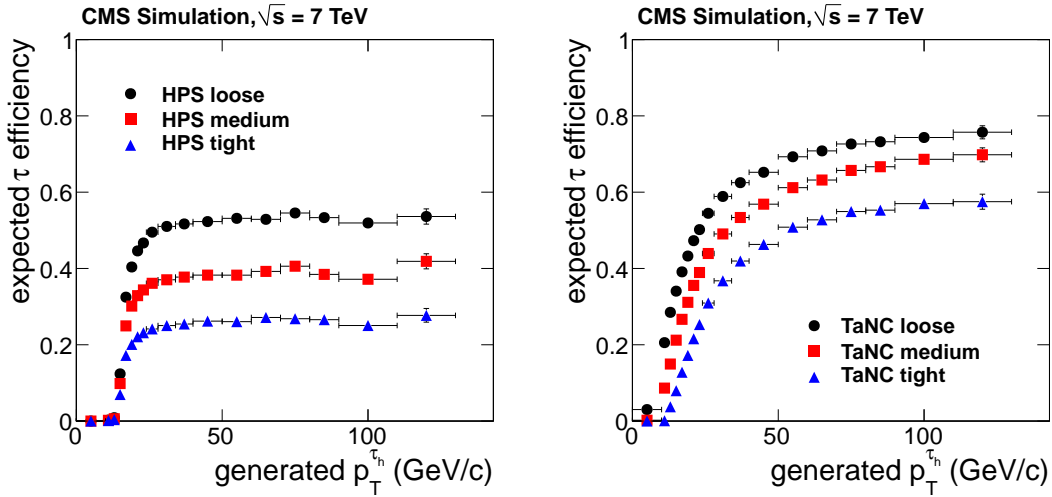 CMS Simulation, √s = 7 TeV
expected τ efficiency
1
0.8
0.6
0.4
0.2
0
HPS loose
HPS medium
HPS tight
0 50 100
generated p_T^{τ_h} (GeV/c)
CMS Simulation, √s = 7 TeV
expected τ efficiency
1
0.8
0.6
0.4
0.2
0
TaNC loose
TaNC medium
TaNC tight
0 50 100
generated p_T^{τ_h} (GeV/c)